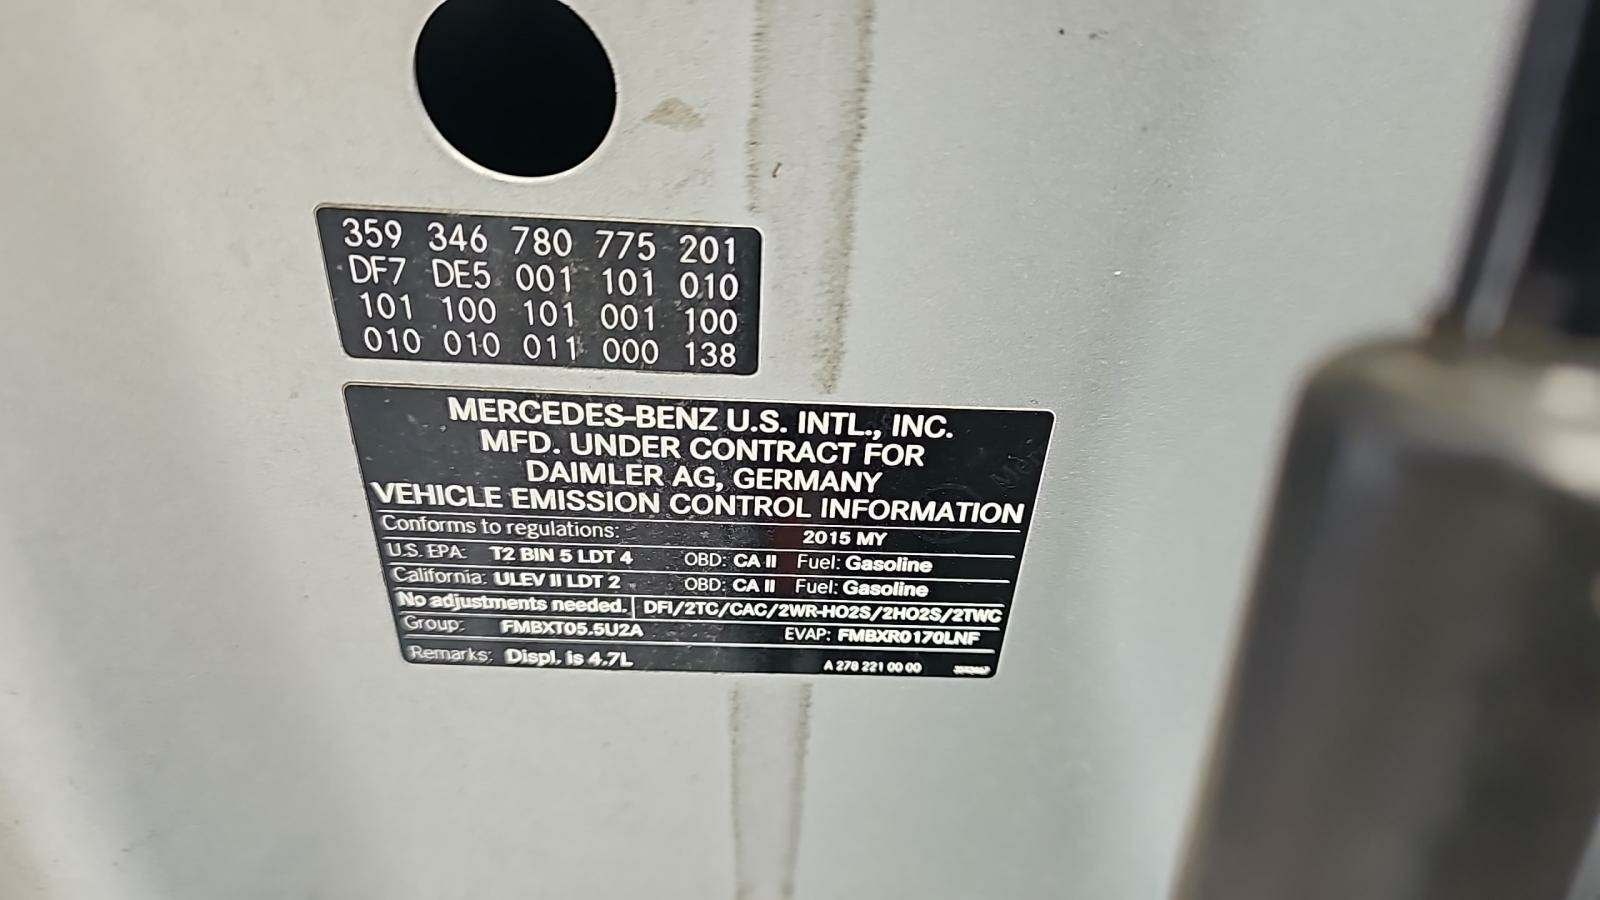 359 346 780 775 201
DF7 DE5 001 101 010
101 100 101 001 100
010 010 011 000 138
MERCEDES-BENZ U.S. INTL., INC.
MFD. UNDER CONTRACT FOR
DAIMLER AG, GERMANY
VEHICLE EMISSION CONTROL INFORMATION
Conforms to regulations: 2015 MY
U.S. EPA: T2 BIN 5 LDT 4 OBD: CA II Fuel: Gasoline
California: ULEV II LDT 2 OBD: CA II Fuel: Gasoline
No adjustments needed. DFI/2TC/CAC/2WR-HO2S/2HO2S/2TWC
Group: FMBXT05.5U2A EVAP: FMBXR0170LNF
Remarks: Displ. is 4.7L A 278 221 00 00